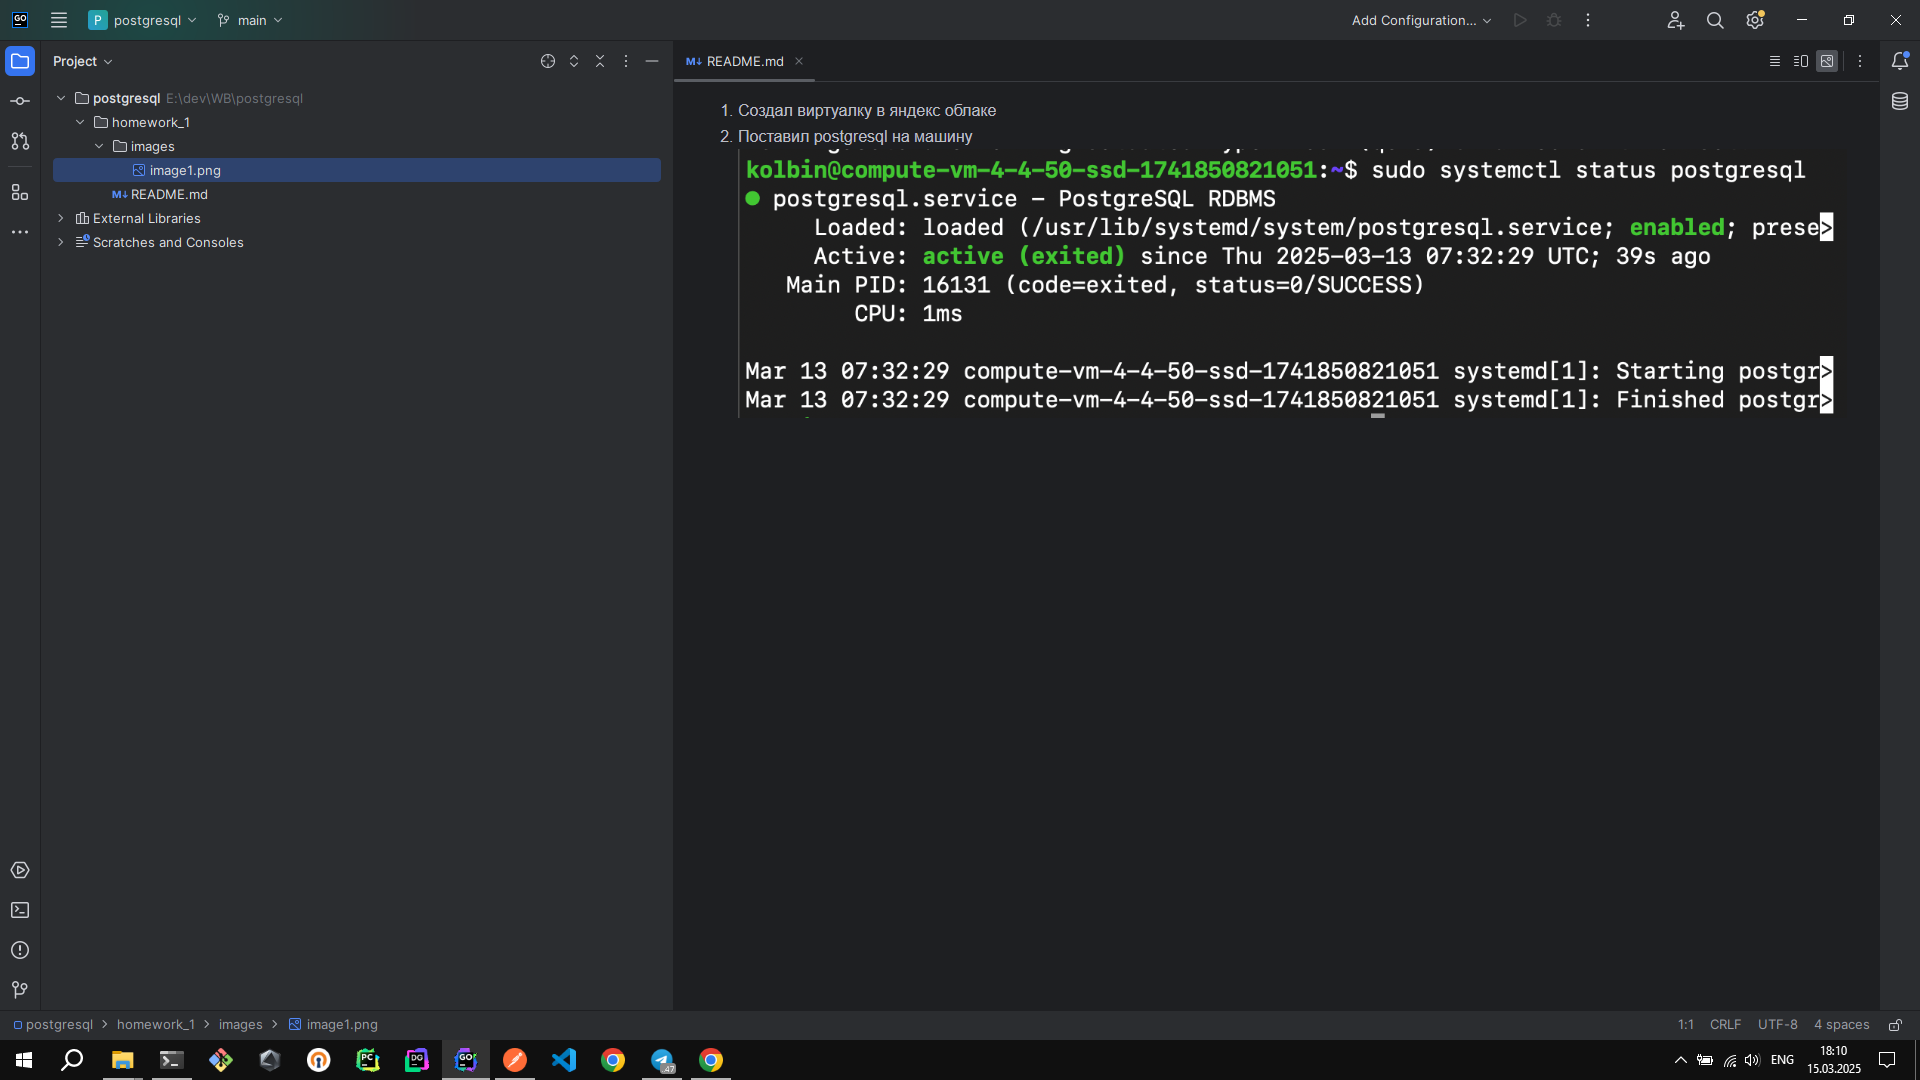 GO
P
postgresql
main
Add Configuration...
Project
README.md
postgresql E:\dev\WB\postgresql
homework_1
images
image1.png
README.md
External Libraries
Scratches and Consoles
1. Создал виртуалку в яндекс облаке
2. Поставил postgresql на машину
kolbin@compute-vm-4-4-50-ssd-1741850821051:~$ sudo systemctl status postgresql
postgresql.service – PostgreSQL RDBMS
Loaded: loaded (/usr/lib/systemd/system/postgresql.service; enabled; prese>
Active: active (exited) since Thu 2025-03-13 07:32:29 UTC; 39s ago
Main PID: 16131 (code=exited, status=0/SUCCESS)
CPU: 1ms
Mar 13 07:32:29 compute-vm-4-4-50-ssd-1741850821051 systemd[1]: Starting postgr>
Mar 13 07:32:29 compute-vm-4-4-50-ssd-1741850821051 systemd[1]: Finished postgr>
postgresql > homework_1 > images > image1.png
1:1 CRLF UTF-8 4 spaces
PC
DG
GO
.47
ENG
18:10
15.03.2025